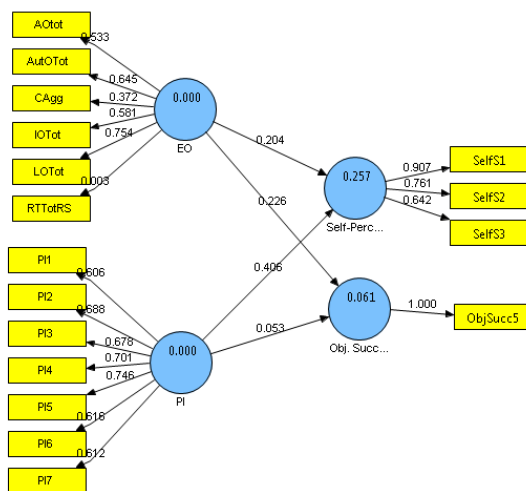 AOtot
0.533
AutOTot
0.645
CAgg
0.372
IOTot
0.581
LOTot
0.754
RTTotRS
0.003
0.000
EO
0.204
0.226
0.257
Self-Perc...
0.907
SelfS1
0.761
SelfS2
0.642
SelfS3
PI1
0.606
PI2
0.688
PI3
0.678
PI4
0.701
PI5
0.746
PI6
0.616
PI7
0.612
0.000
PI
0.406
0.053
0.061
Obj. Succ...
1.000
ObjSucc5